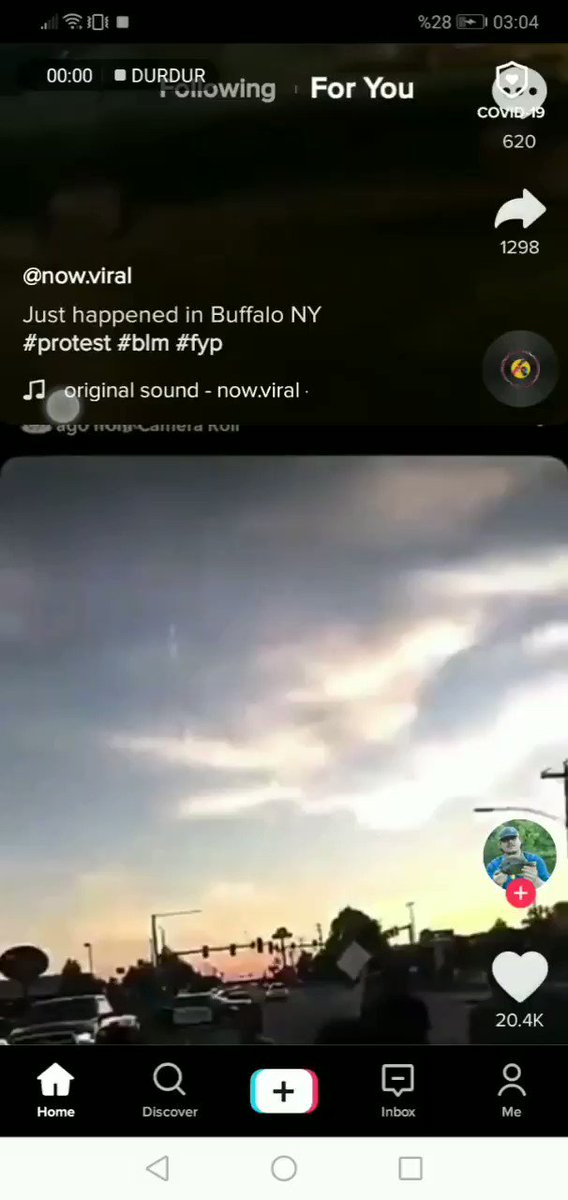 %28 03:04
00:00 DURDUR
Following For You
COVID-19
620
1298
@now.viral
Just happened in Buffalo NY
#protest #blm #fyp
original sound - now.viral ·
ago from Camera Roll
20.4K
Home Discover Inbox Me